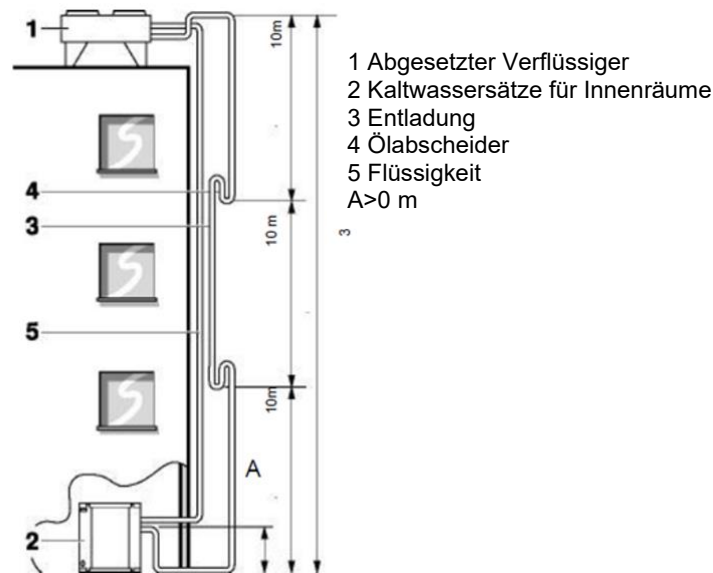 1
10m
4
3
10 m
3
5
10m
A
2
1 Abgesetzter Verflüssiger
2 Kaltwassersätze für Innenräume
3 Entladung
4 Ölabscheider
5 Flüssigkeit
A>0 m